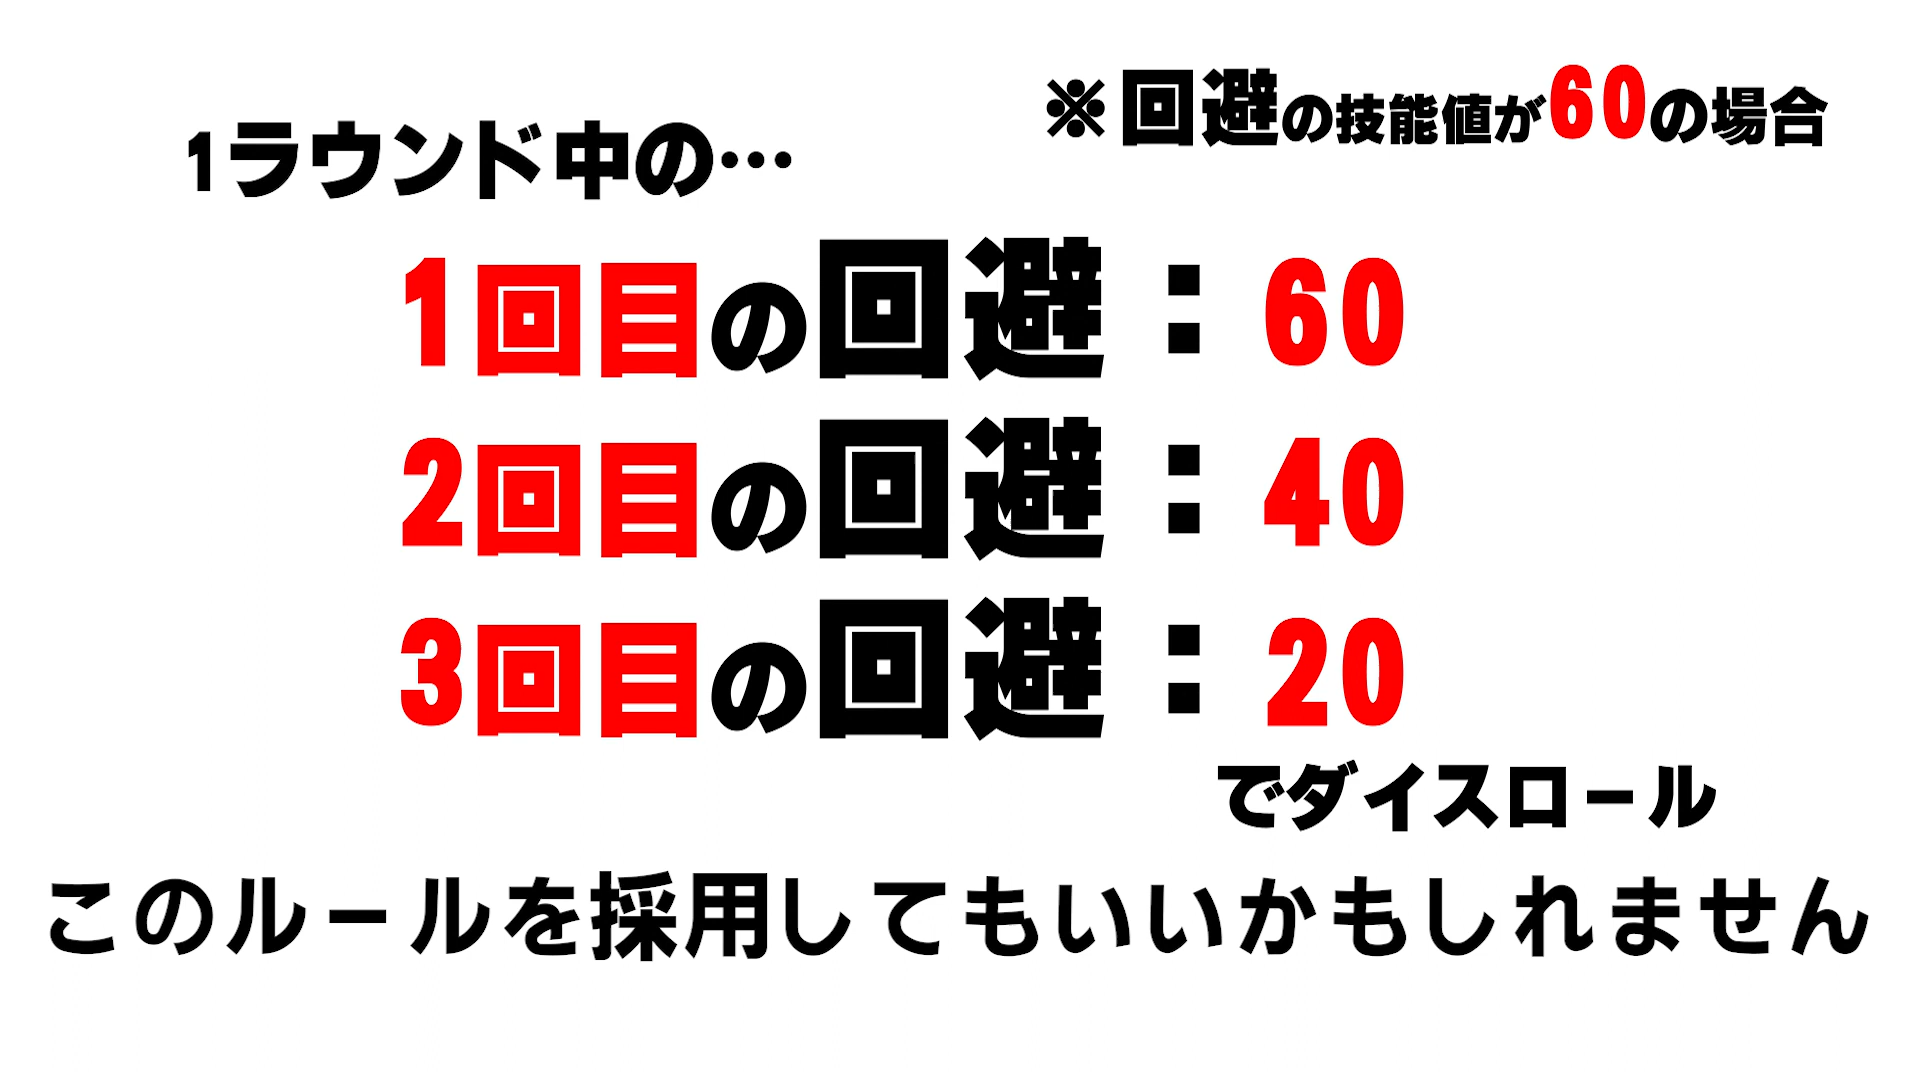 ※回避の技能値が60の場合
1ラウンド中の…
1回目の回避：60
2回目の回避：40
3回目の回避：20
でダイスロール
このルールを採用してもいいかもしれません